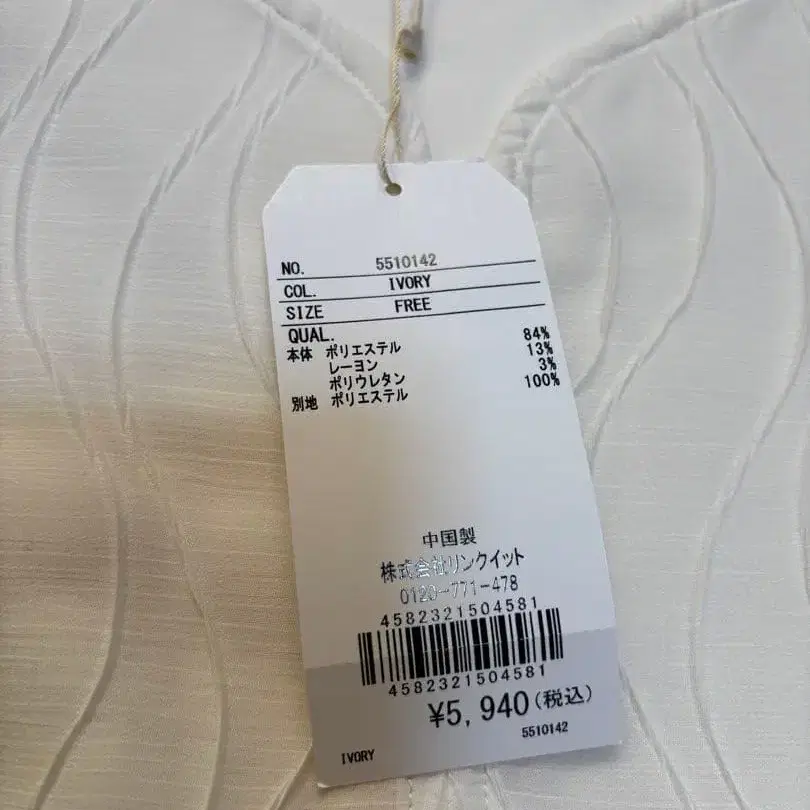 NO. 5510142
COL. IVORY
SIZE FREE
QUAL.
本体 ポリエステル 84%
レーヨン 13%
ポリウレタン 3%
別地 ポリエステル 100%
中国製
株式会社リンクイット
0120-771-478
4582321504581
4582321504581
¥5,940(税込)
5510142
IVORY